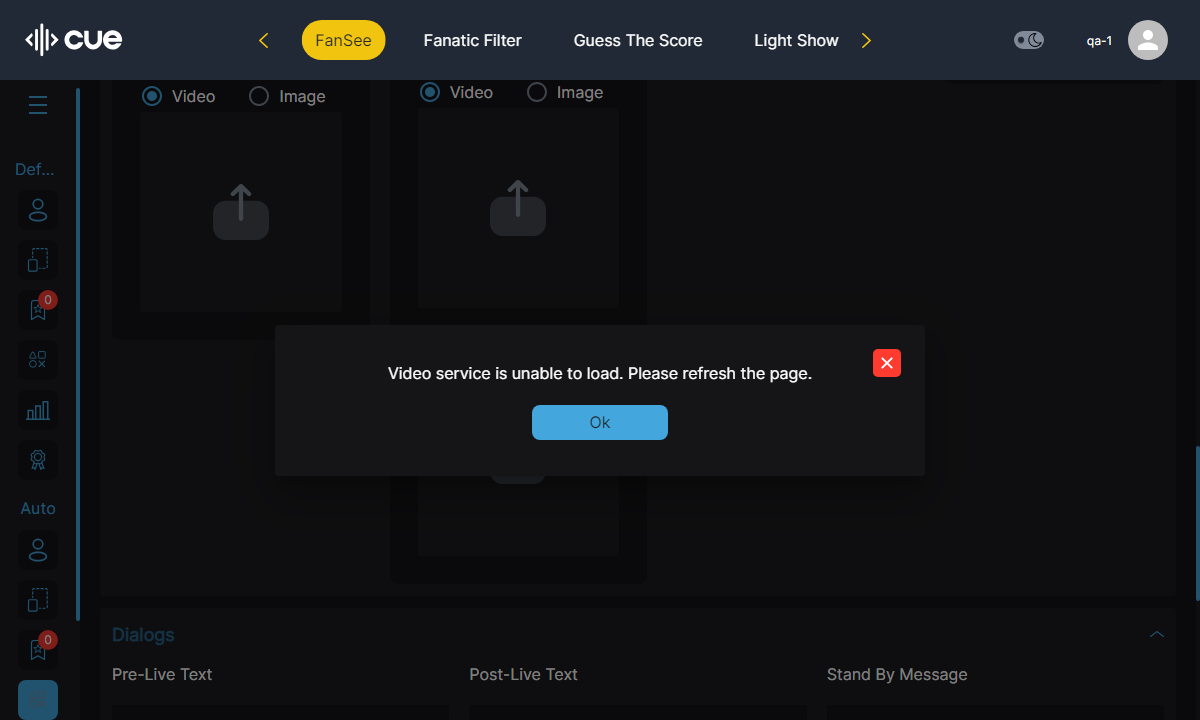 cue
FanSee
Fanatic Filter
Guess The Score
Light Show
qa-1
Video
Image
Video
Image
Def...
0
Video service is unable to load. Please refresh the page.
Ok
Auto
0
Dialogs
Pre-Live Text
Post-Live Text
Stand By Message